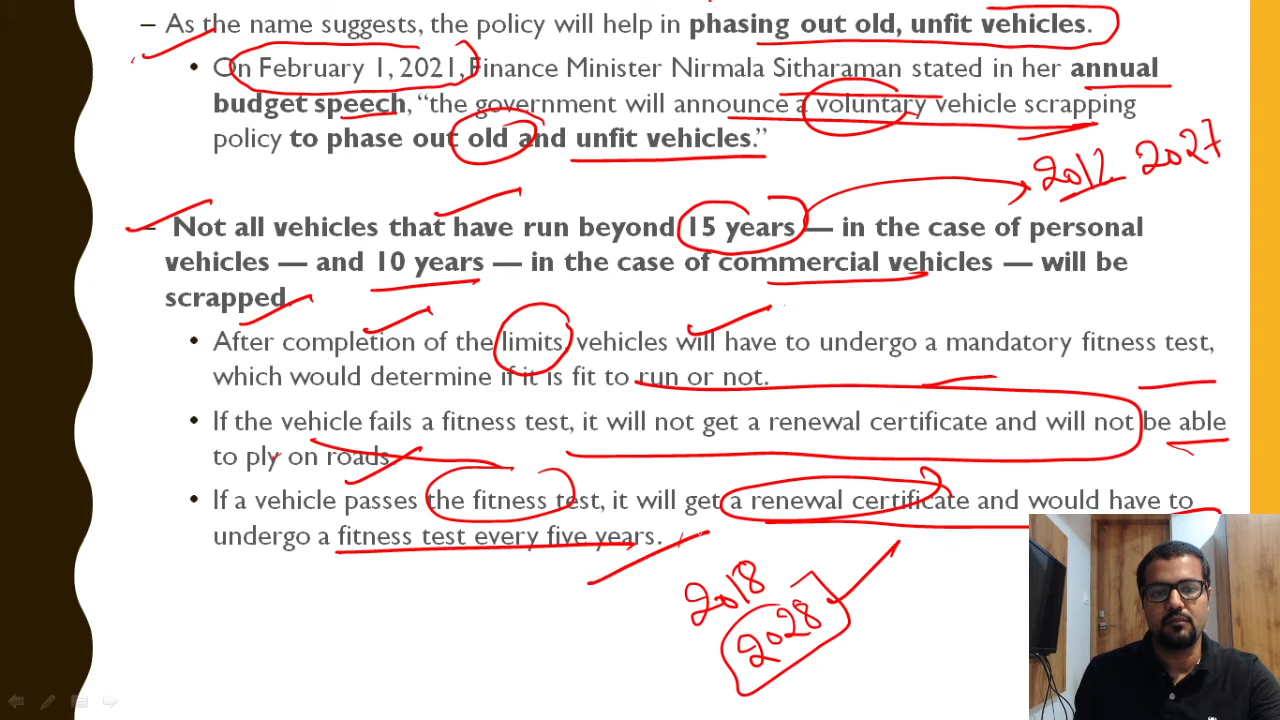 – As the name suggests, the policy will help in phasing out old, unfit vehicles.
• On February 1, 2021, Finance Minister Nirmala Sitharaman stated in her annual
budget speech, “the government will announce a voluntary vehicle scrapping
policy to phase out old and unfit vehicles.”
2012 2027
– Not all vehicles that have run beyond 15 years — in the case of personal
vehicles — and 10 years — in the case of commercial vehicles — will be
scrapped.
• After completion of the limits vehicles will have to undergo a mandatory fitness test,
which would determine if it is fit to run or not.
• If the vehicle fails a fitness test, it will not get a renewal certificate and will not be able
to ply on roads.
• If a vehicle passes the fitness test, it will get a renewal certificate and would have to
undergo a fitness test every five years.
2018
2028